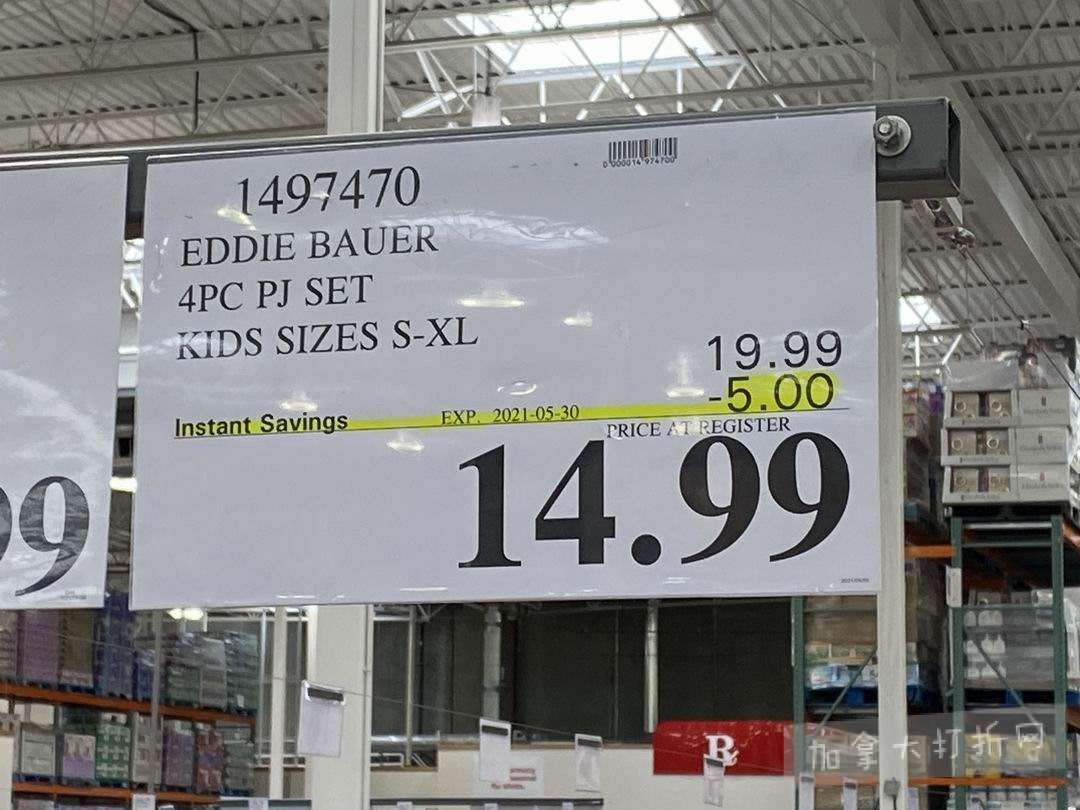 1497470
0 000014 974700
EDDIE BAUER
4PC PJ SET
KIDS SIZES S-XL
19.99
-5.00
Instant Savings EXP. 2021-05-30
PRICE AT REGISTER
14.99
99
Rx
加拿大打折网